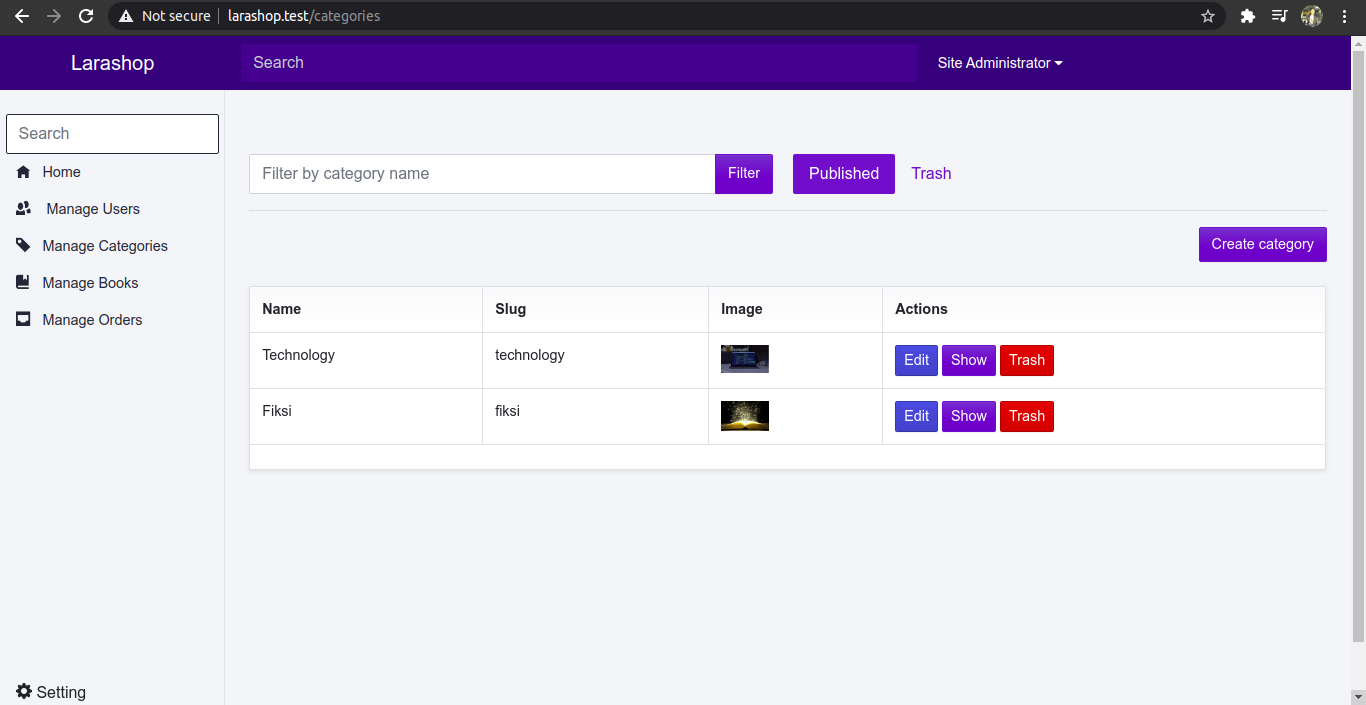 Not secure larashop.test/categories
Larashop Search Site Administrator
Search
Home
Manage Users
Manage Categories
Manage Books
Manage Orders
Setting
Filter by category name Filter Published Trash
Create category
Name Slug Image Actions
Technology technology Edit Show Trash
Fiksi fiksi Edit Show Trash